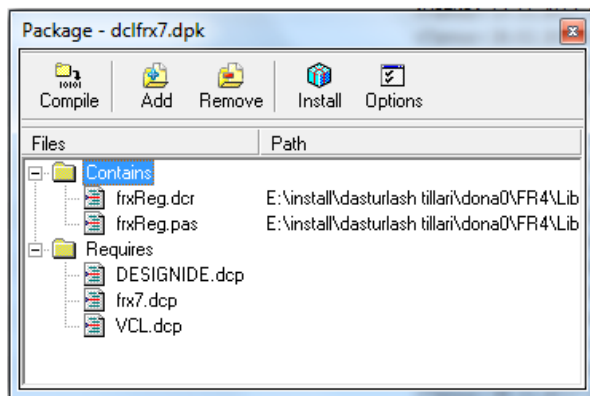 Package - dclfrx7.dpk
Compile Add Remove Install Options
Files Path
Contains
frxReg.dcr E:\install\dasturlash tillari\dona0\FR4\Lib
frxReg.pas E:\install\dasturlash tillari\dona0\FR4\Lib
Requires
DESIGNIDE.dcp
frx7.dcp
VCL.dcp